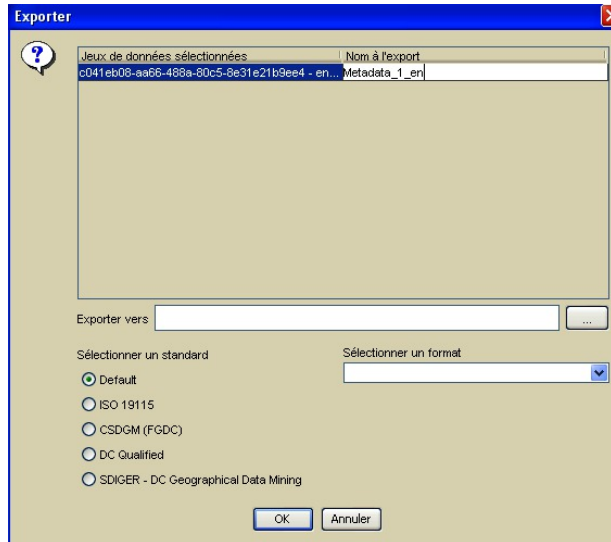 Exporter
Jeux de données sélectionnées Nom à l'export
c041eb08-aa66-488a-80c5-8e31e21b9ee4 - en... Metadata_1_en
Exporter vers ...
Sélectionner un standard Sélectionner un format
Default
ISO 19115
CSDGM (FGDC)
DC Qualified
SDIGER - DC Geographical Data Mining
OK Annuler